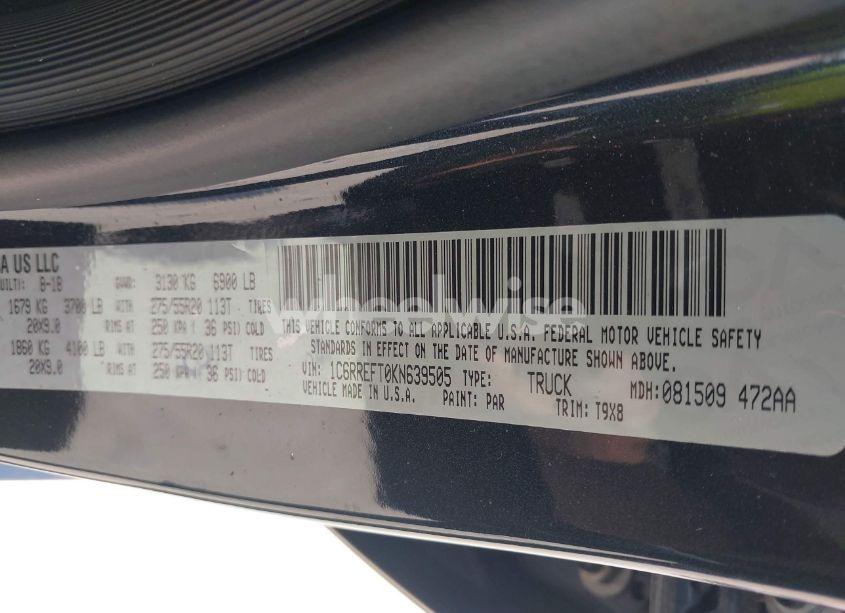 A US LLC
8-18 GVWR: 3130 KG 6900 LB
1679 KG 3700 LB WITH 275/55R20 113T TIRES
20X9.0 RIMS AT 250 KPA ( 36 PSI) COLD
1860 KG 4100 LB WITH 275/55R20 113T TIRES
20X9.0 RIMS AT 250 KPA ( 36 PSI) COLD
THIS VEHICLE CONFORMS TO ALL APPLICABLE U.S.A. FEDERAL MOTOR VEHICLE SAFETY
STANDARDS IN EFFECT ON THE DATE OF MANUFACTURE SHOWN ABOVE.
VIN: 1C6RREFT0KN639505 TYPE: TRUCK MDH:081509 472AA
VEHICLE MADE IN U.S.A. PAINT: PAR TRIM: T9X8
wheelwise